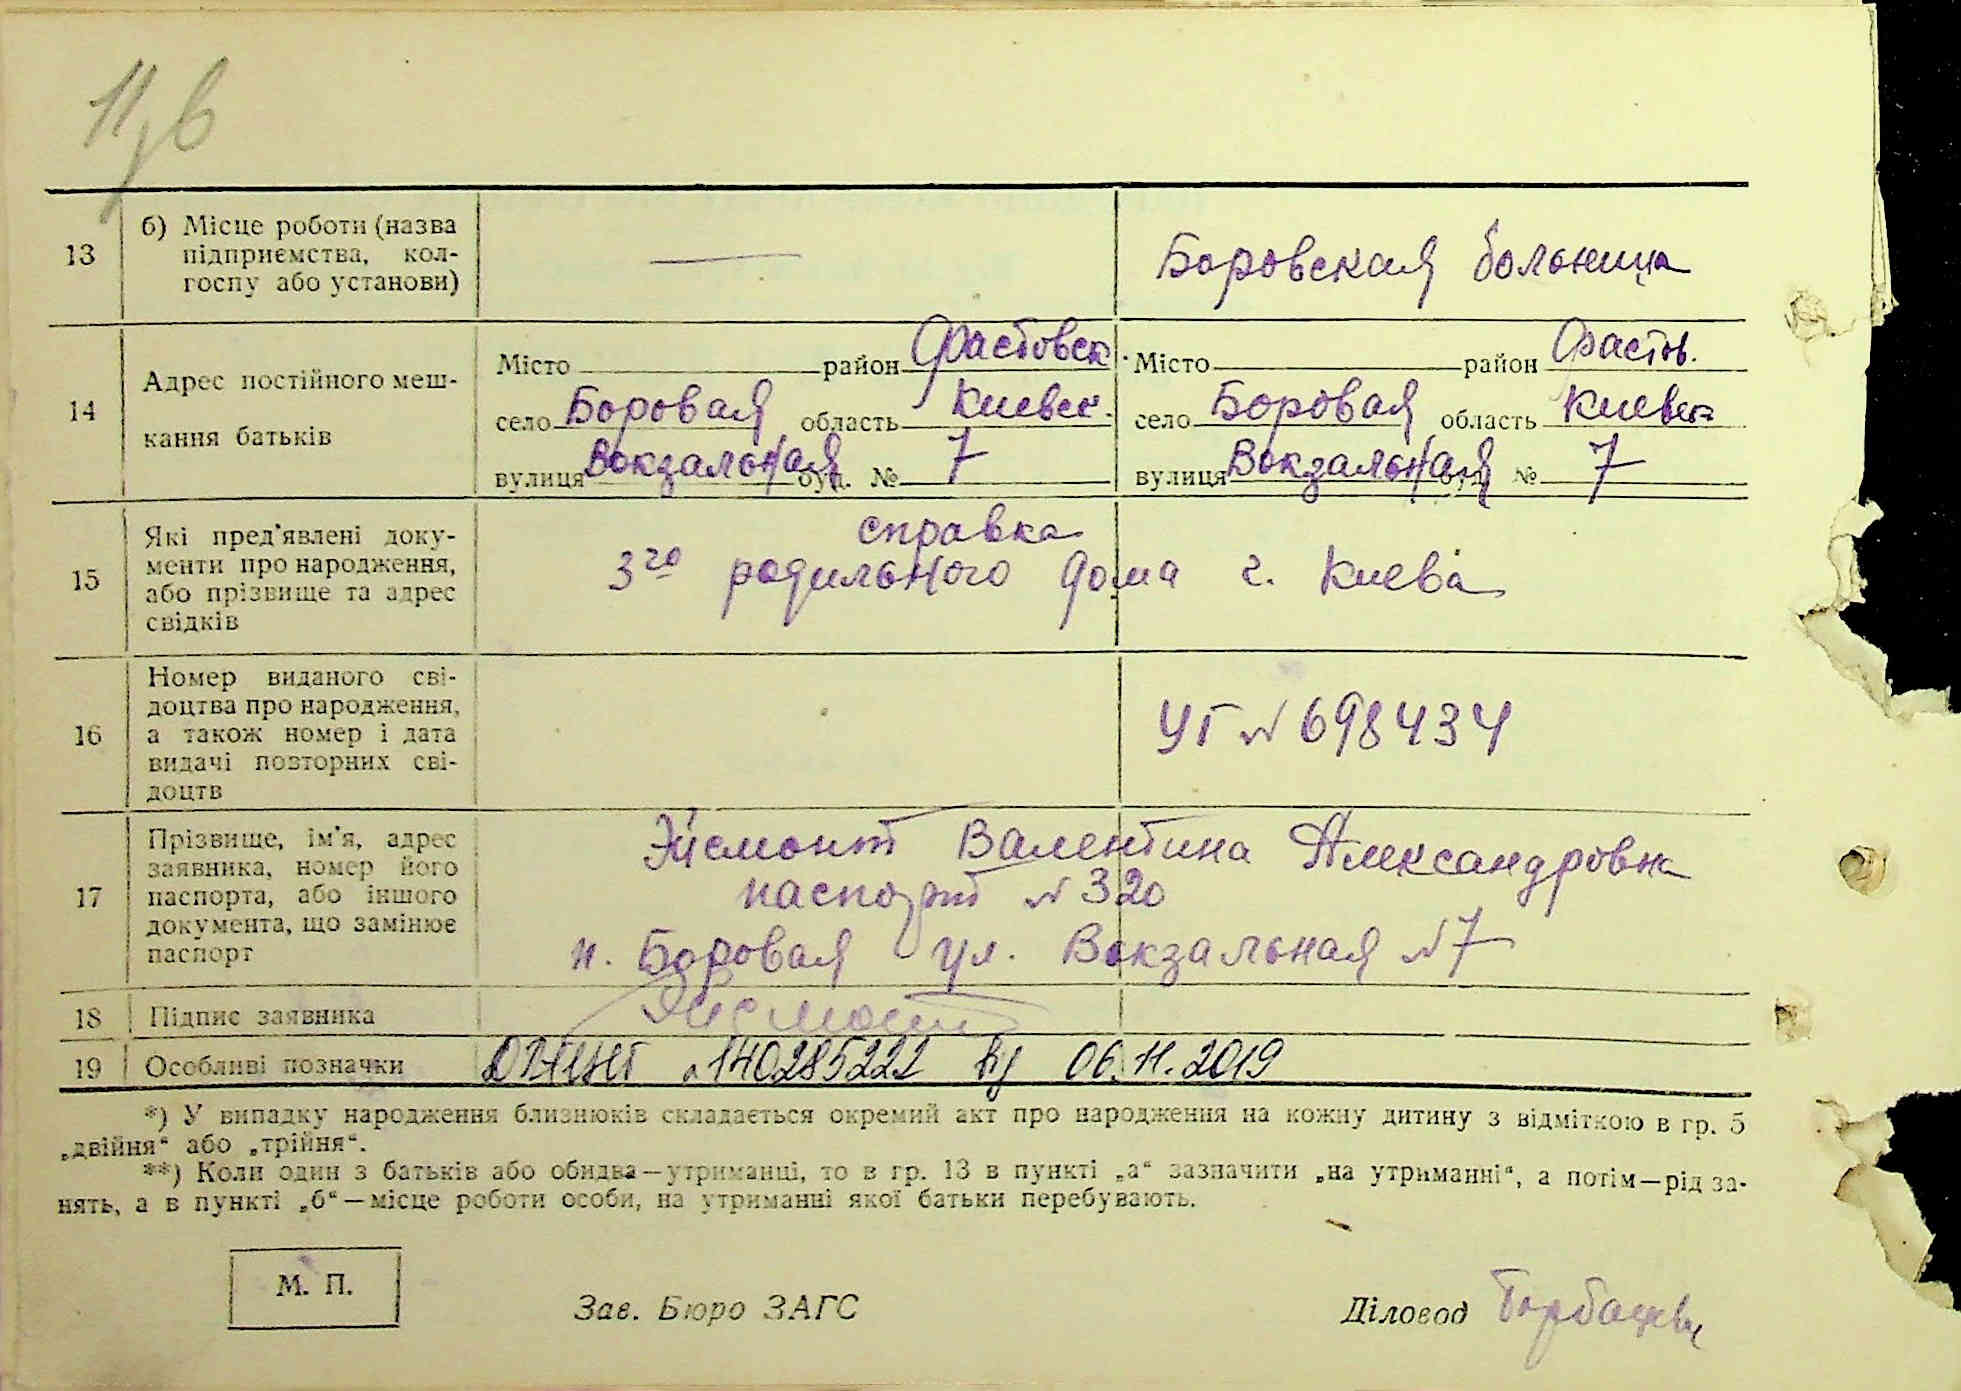 13 б) Місце роботи (назва
підприємства, кол-
госпу або установи)
— Боровская больница
14 Адрес постійного меш-
кання батьків
Місто район Фастовск. Місто район Фастов.
село Боровая область Киевск. село Боровая область Киевск
вулиця Вокзальная буд. № 7 вулиця Вокзальная буд. № 7
15 Які пред'явлені доку-
менти про народження,
або прізвище та адрес
свідків
справка
3го родильного дома г. Киева
16 Номер виданого сві-
доцтва про народження,
а також номер і дата
видачі повторних сві-
доцтв
УГ № 698434
17 Прізвище, ім'я, адрес
заявника, номер його
паспорта, або іншого
документа, що замінює
паспорт
Эйсмонт Валентина Александровна
паспорт № 320
п. Боровая ул. Вокзальная № 7
18 Підпис заявника Эйсмонт
19 Особливі позначки 140285222 06.11.2019
*) У випадку народження близнюків складається окремий акт про народження на кожну дитину з відміткою в гр. 5
„двійня“ або „трійня“.
**) Коли один з батьків або обидва—утриманці, то в гр. 13 в пункті „а“ зазначити „на утриманні“, а потім—рід за-
нять, а в пункті „б“—місце роботи особи, на утриманні якої батьки перебувають.
М. П.
Зав. Бюро ЗАГС Діловод